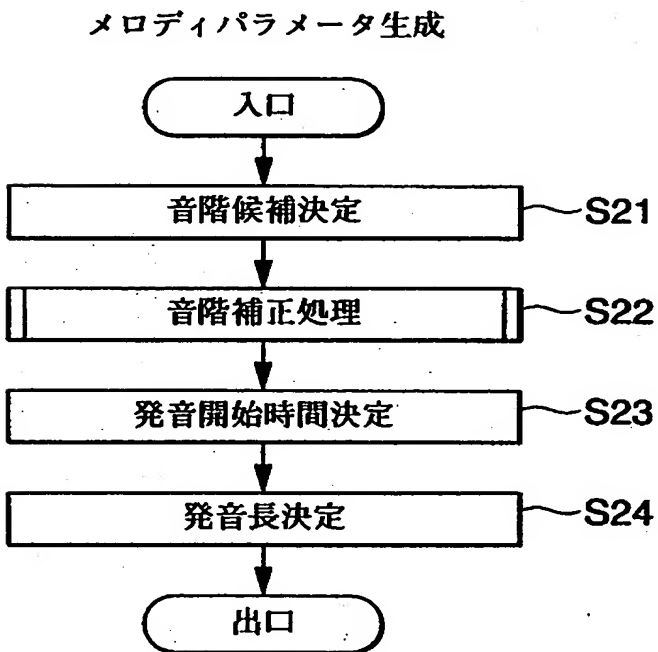 メロディパラメータ生成
入口
音階候補決定 S21
音階補正処理 S22
発音開始時間決定 S23
発音長決定 S24
出口